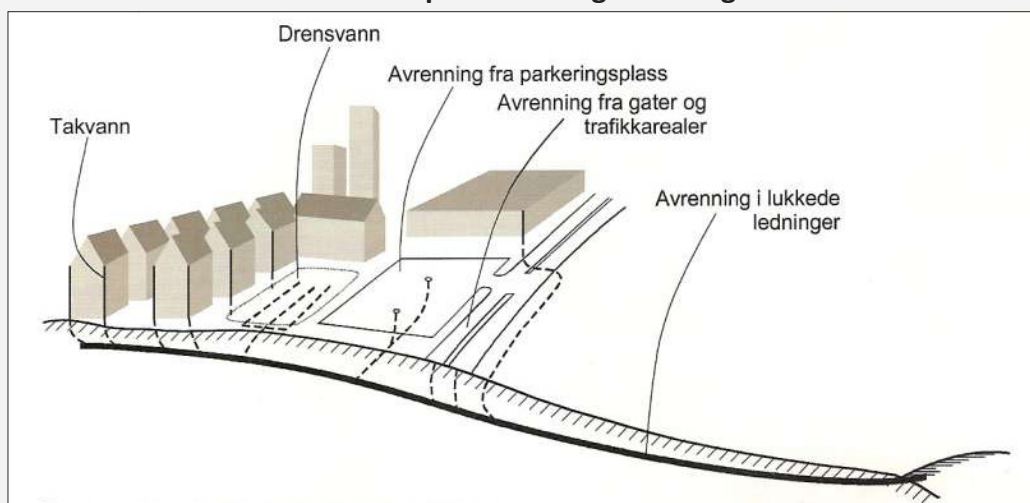 Drensvann
Avrenning fra parkeringsplass
Avrenning fra gater og
trafikkarealer
Takvann
Avrenning i lukkede
ledninger